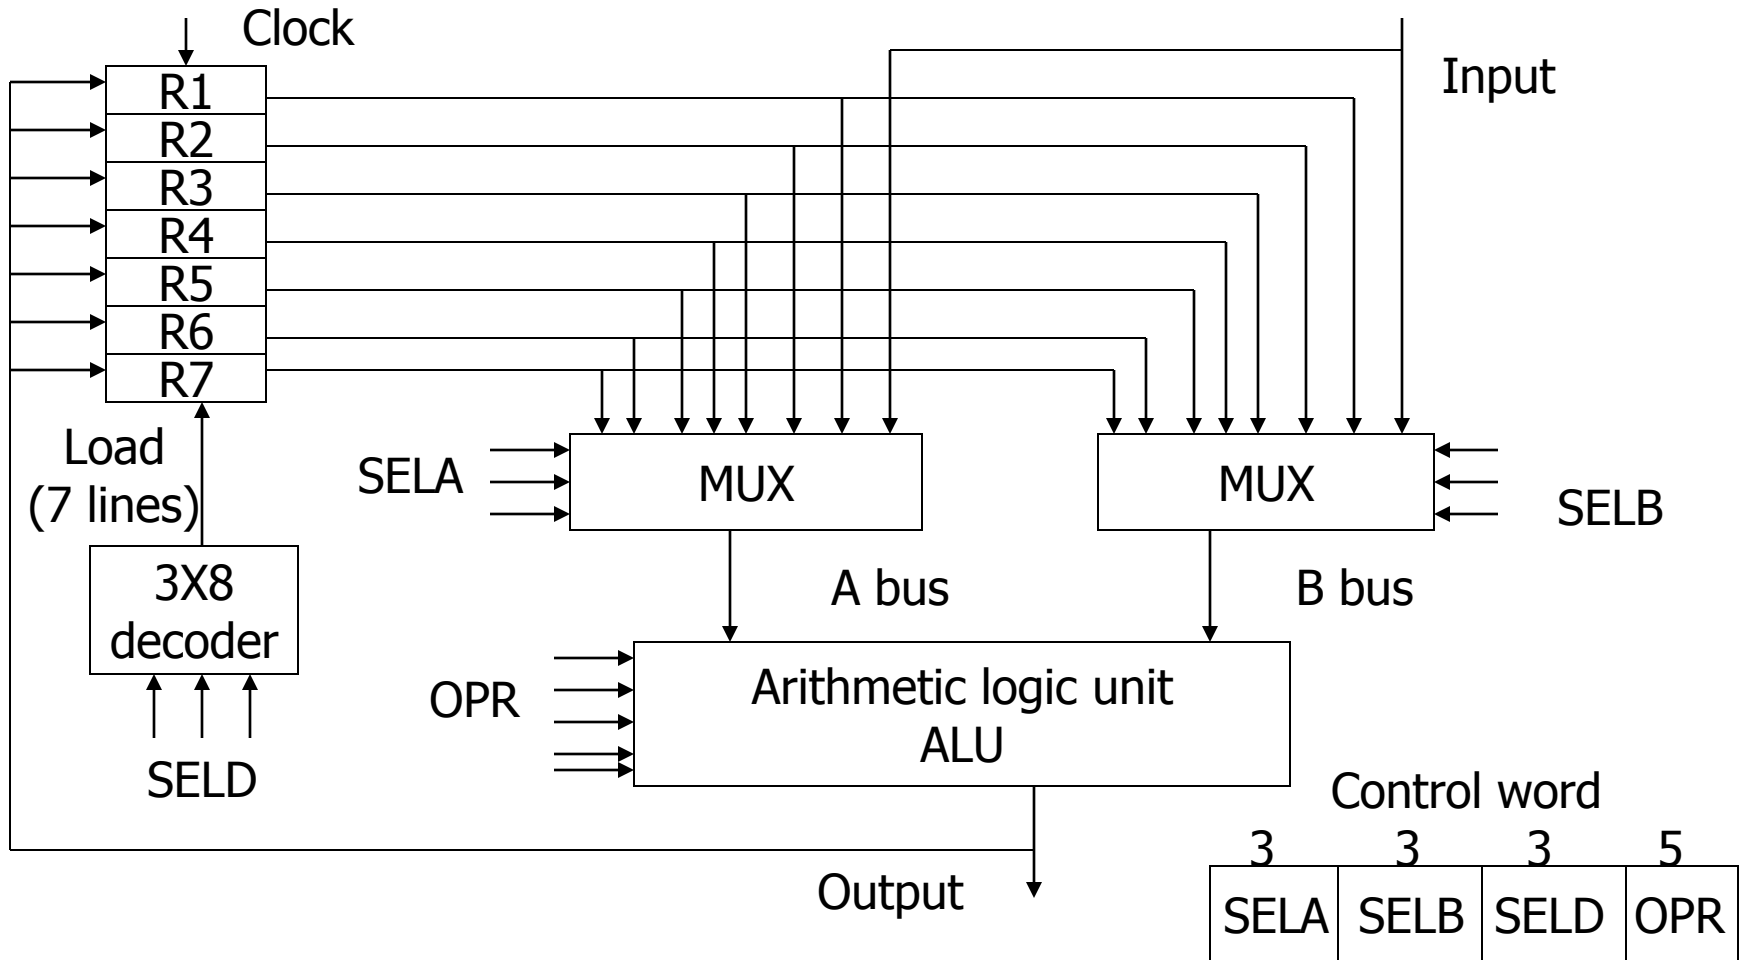 Clock
Input
R1
R2
R3
R4
R5
R6
R7
Load
(7 lines)
SELA
MUX
MUX
SELB
3X8
decoder
A bus
B bus
OPR
Arithmetic logic unit
ALU
SELD
Control word
3 3 3 5
Output
SELA SELB SELD OPR